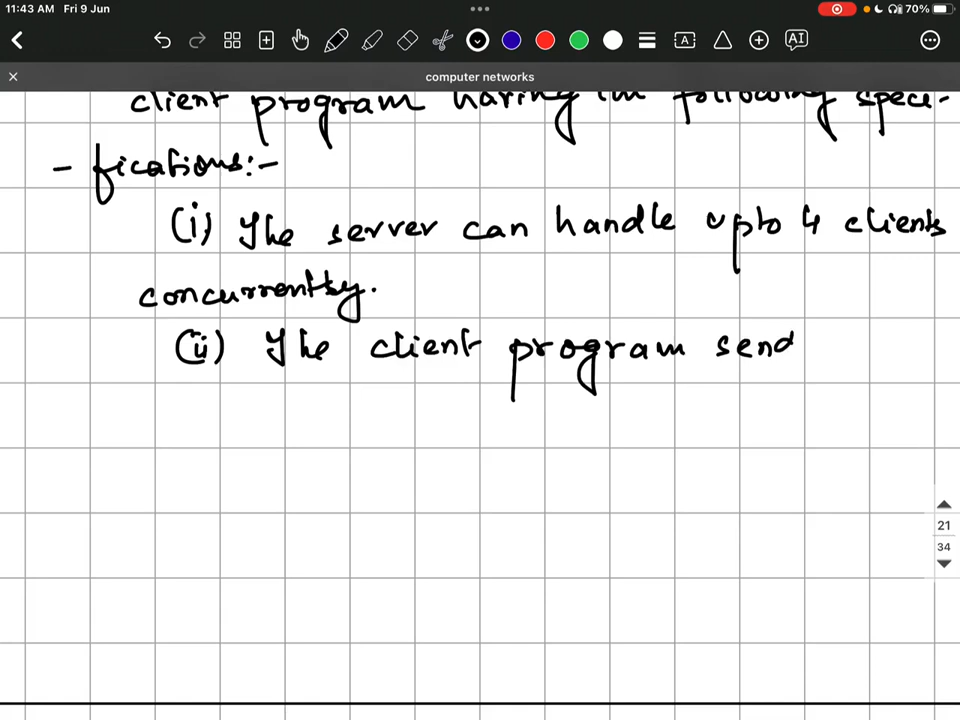 11:43 AM Fri 9 Jun
70%
A
AI
computer networks
client program having the following speci-
- fications:-
(i) The server can handle upto 4 clients
concurrently.
(ii) The client program send
21
34